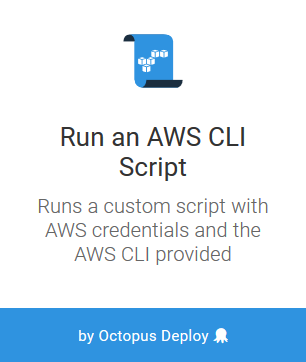 Run an AWS CLI
Script
Runs a custom script with
AWS credentials and the
AWS CLI provided
by Octopus Deploy